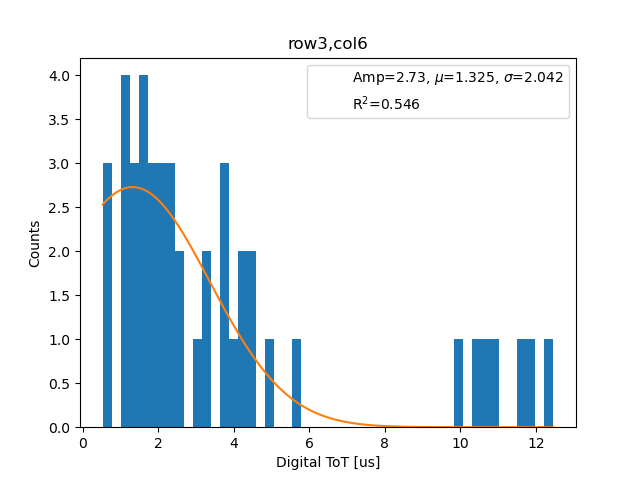 row3,col6
Amp=2.73, μ=1.325, σ=2.042
R²=0.546
Counts
4.0
3.5
3.0
2.5
2.0
1.5
1.0
0.5
0.0
0 2 4 6 8 10 12
Digital ToT [us]